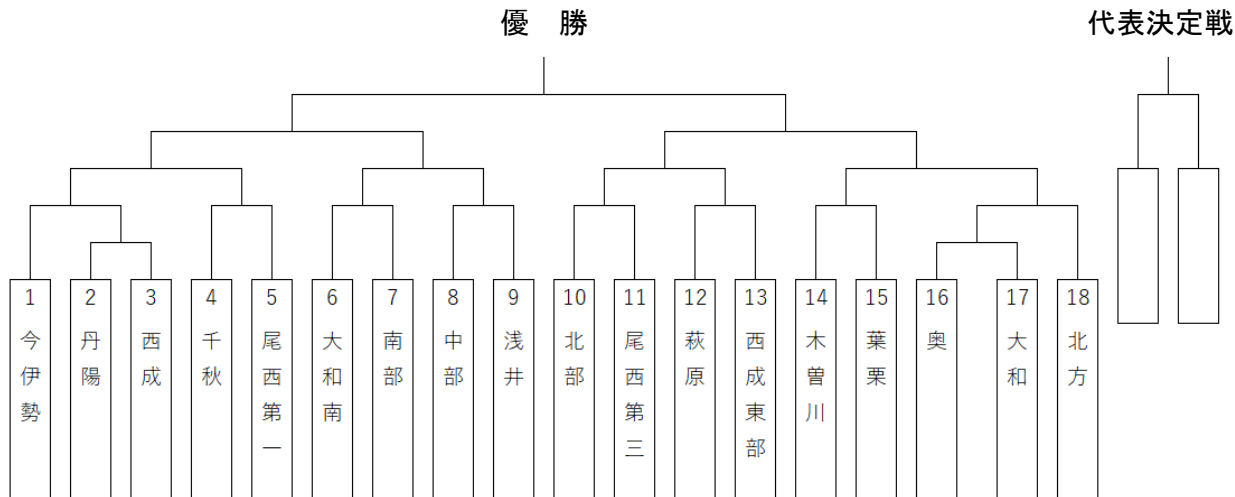 優　勝
代表決定戦
1 今伊勢
2 丹陽
3 西成
4 千秋
5 尾西第一
6 大和南
7 南部
8 中部
9 浅井
10 北部
11 尾西第三
12 萩原
13 西成東部
14 木曽川
15 葉栗
16 奥
17 大和
18 北方